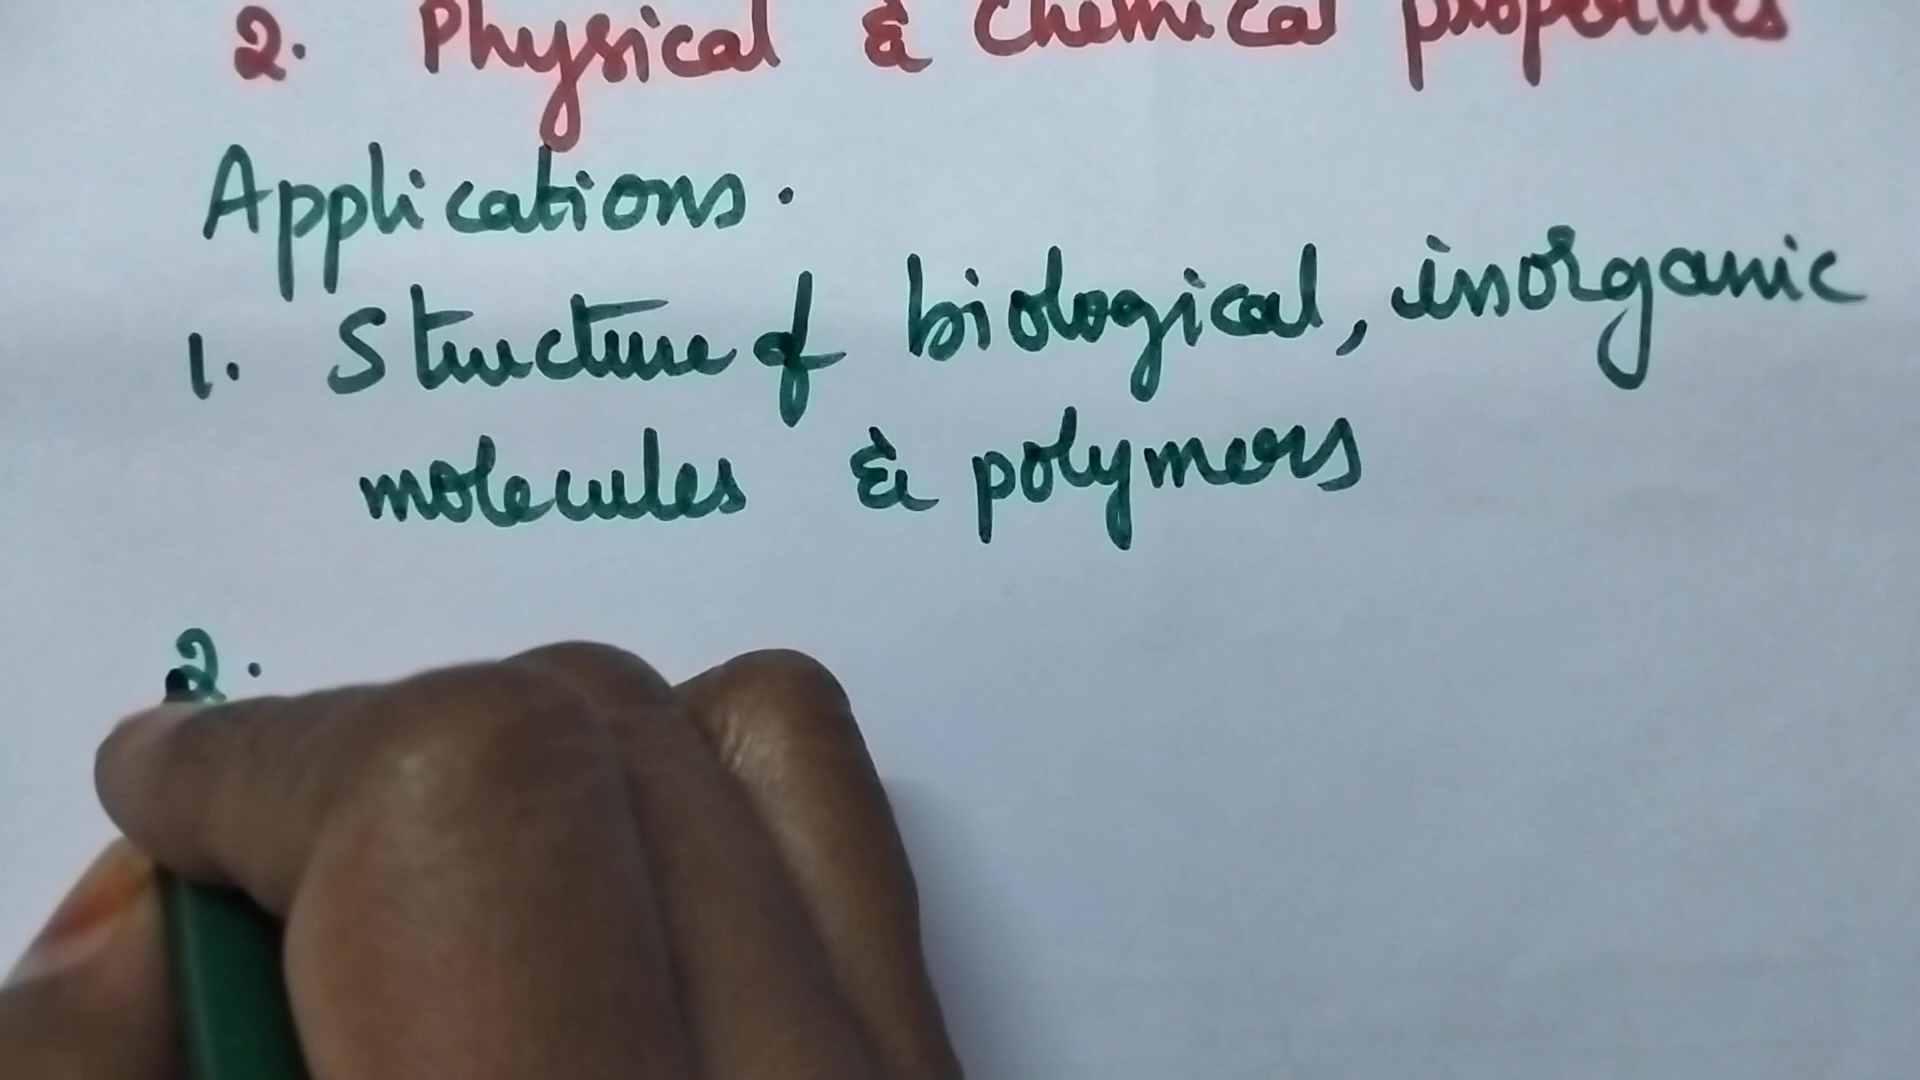 2. Physical & Chemical properties
Applications.
1. Structure of biological, inorganic
molecules & polymers
2.